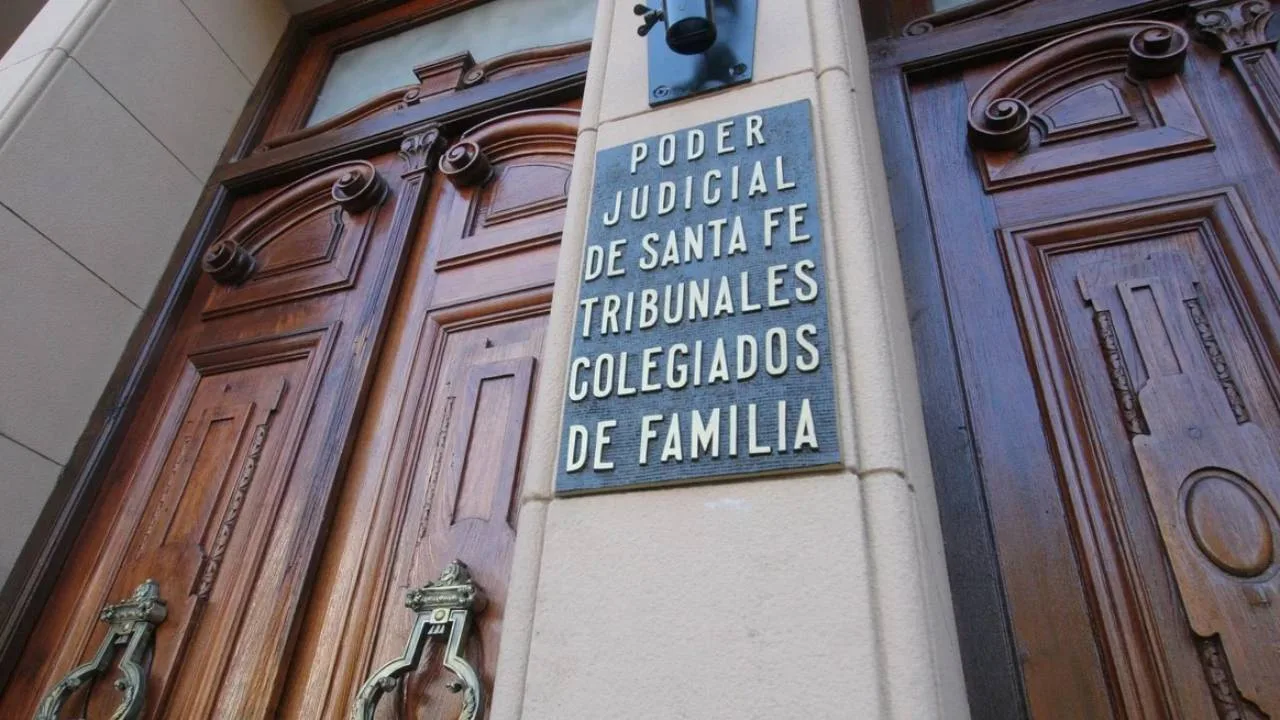 PODER
JUDICIAL
DE SANTA FE
TRIBUNALES
COLEGIADOS
DE FAMILIA